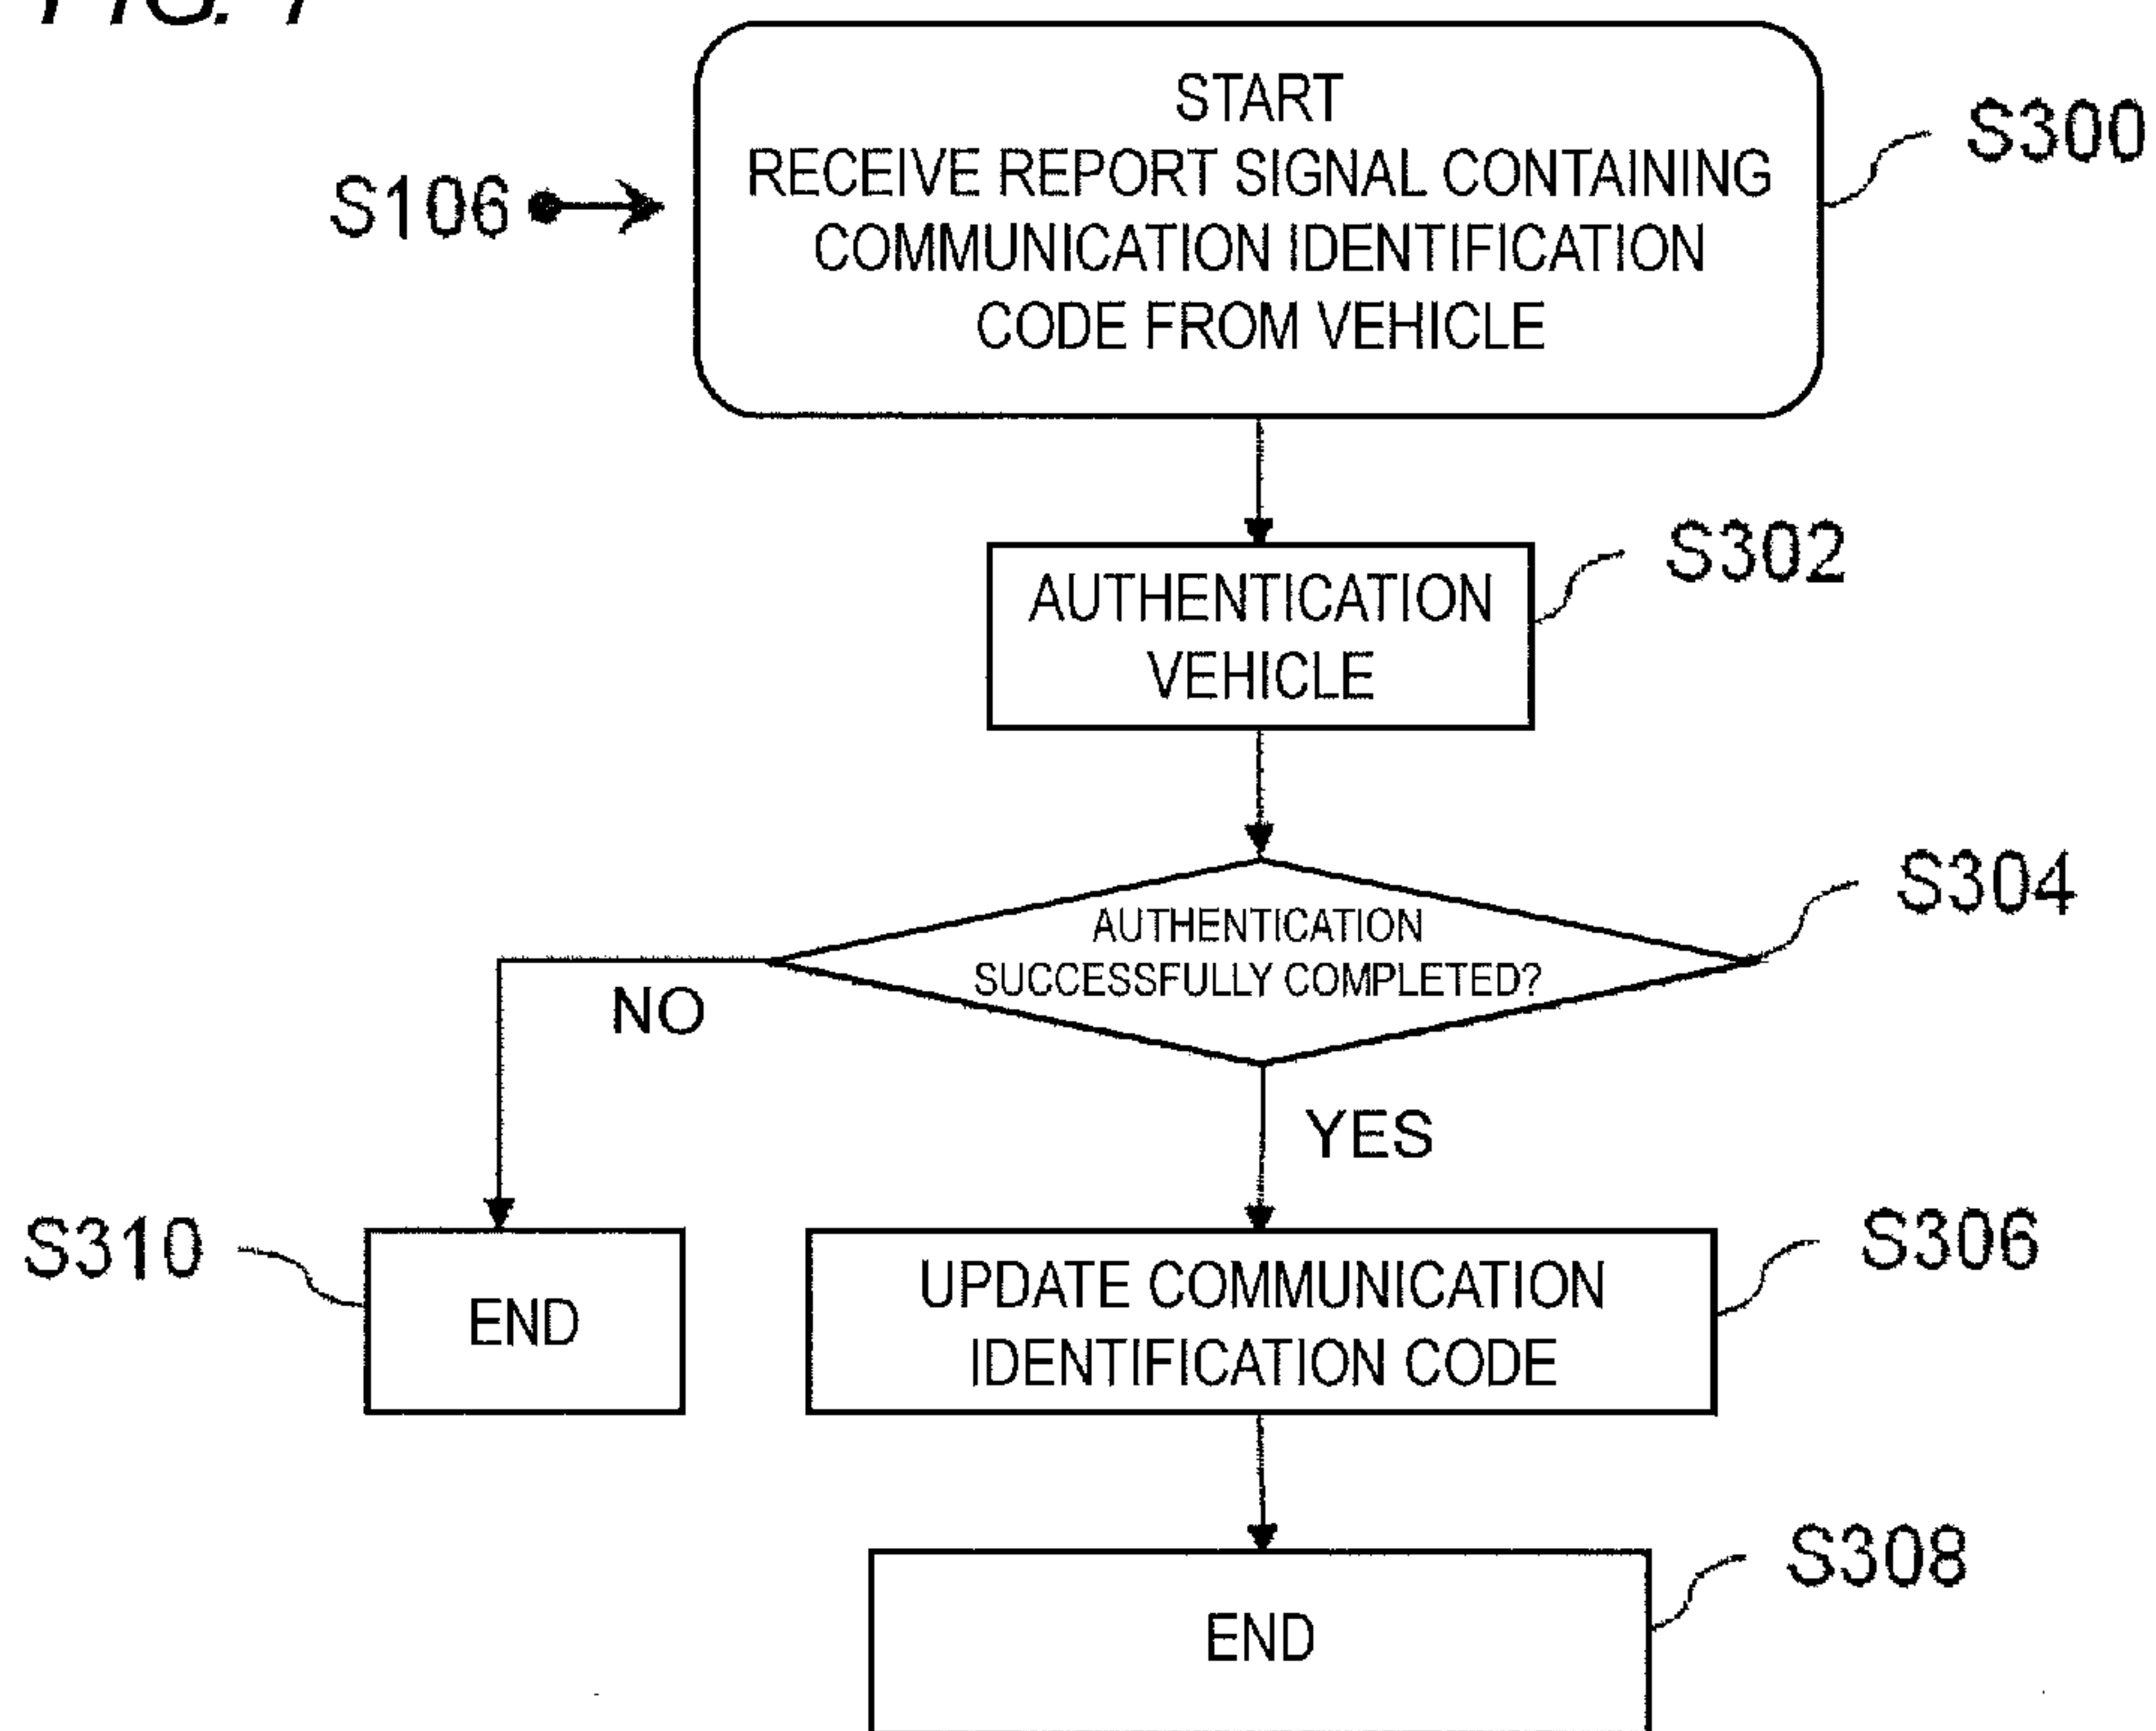 START
RECEIVE REPORT SIGNAL CONTAINING
COMMUNICATION IDENTIFICATION
CODE FROM VEHICLE
S300
S106
AUTHENTICATION
VEHICLE
S302
AUTHENTICATION
SUCCESSFULLY COMPLETED?
S304
NO
YES
S310
END
UPDATE COMMUNICATION
IDENTIFICATION CODE
S306
END
S308